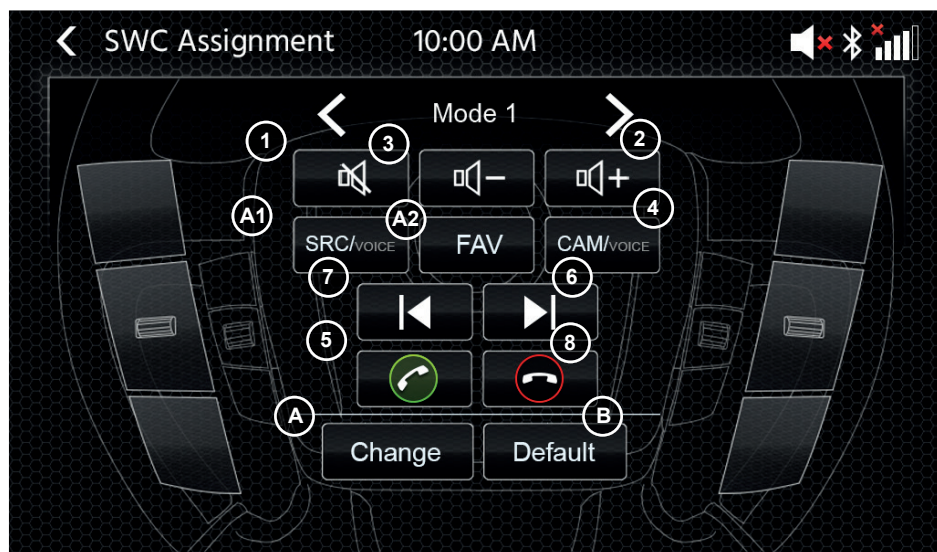 SWC Assignment 10:00 AM
Mode 1
1 3 2
A1 A2 4
SRC/VOICE FAV CAM/VOICE
7 6
5 8
A B
Change Default